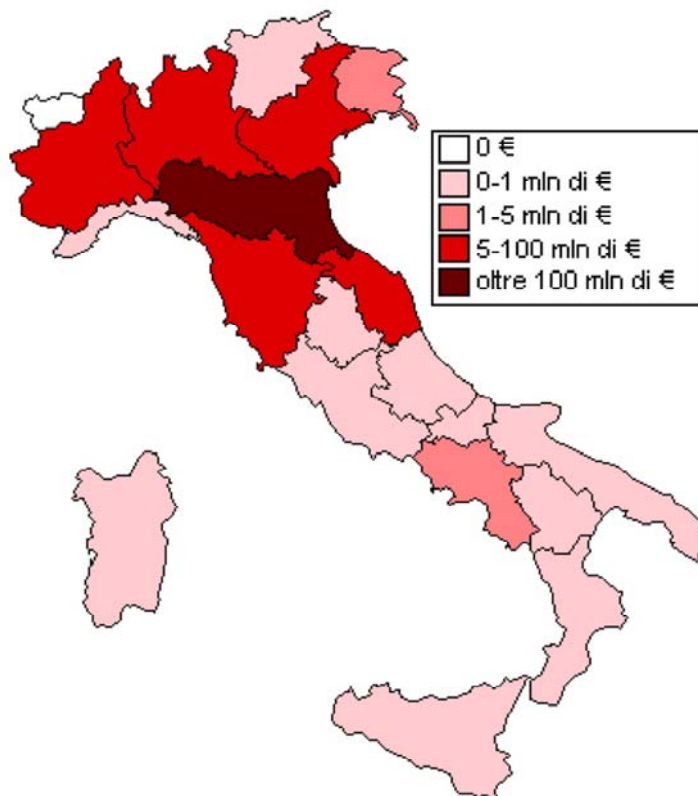 0 €
0-1 mln di €
1-5 mln di €
5-100 mln di €
oltre 100 mln di €